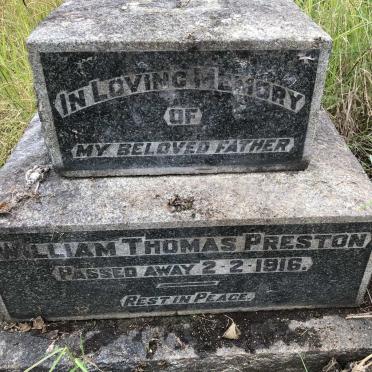 IN LOVING MEMORY
OF
MY BELOVED FATHER
WILLIAM THOMAS PRESTON
PASSED AWAY 2-2-1916.
REST IN PEACE.